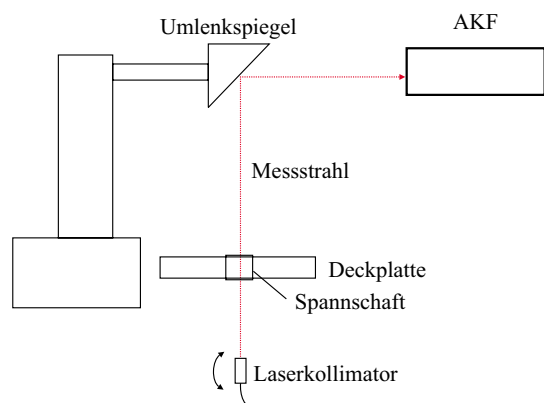 Umlenkspiegel
AKF
Messstrahl
Deckplatte
Spannschaft
Laserkollimator